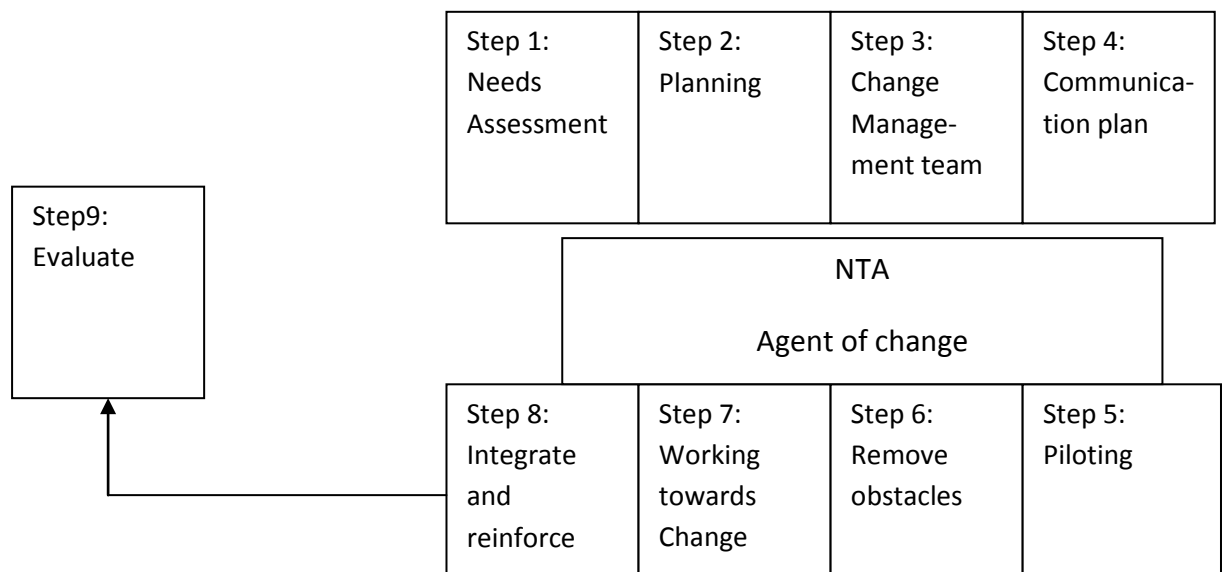 Step 1:
Needs
Assessment
Step 2:
Planning
Step 3:
Change
Manage-
ment team
Step 4:
Communica-
tion plan
Step9:
Evaluate
NTA
Agent of change
Step 8:
Integrate
and
reinforce
Step 7:
Working
towards
Change
Step 6:
Remove
obstacles
Step 5:
Piloting